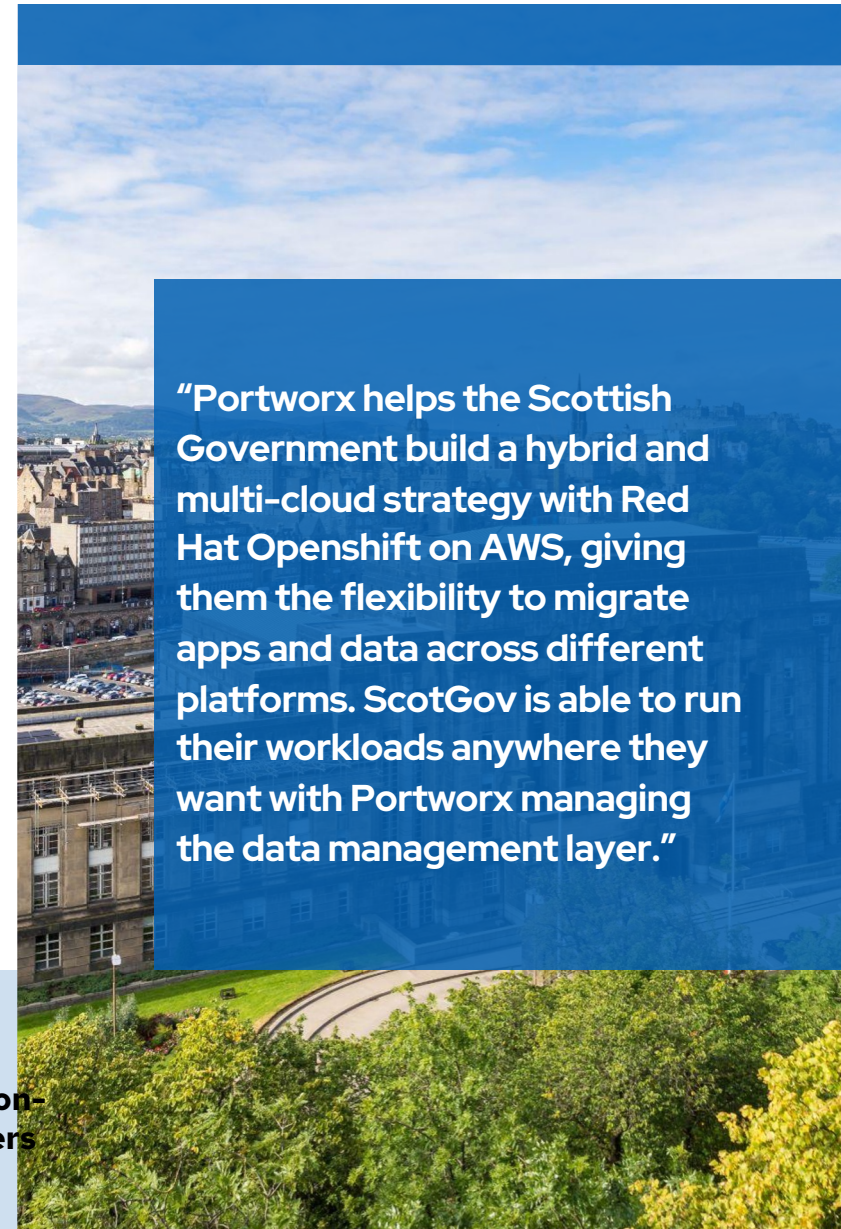 “Portworx helps the Scottish
Government build a hybrid and
multi-cloud strategy with Red
Hat Openshift on AWS, giving
them the flexibility to migrate
apps and data across different
platforms. ScotGov is able to run
their workloads anywhere they
want with Portworx managing
the data management layer.”
on-
ers